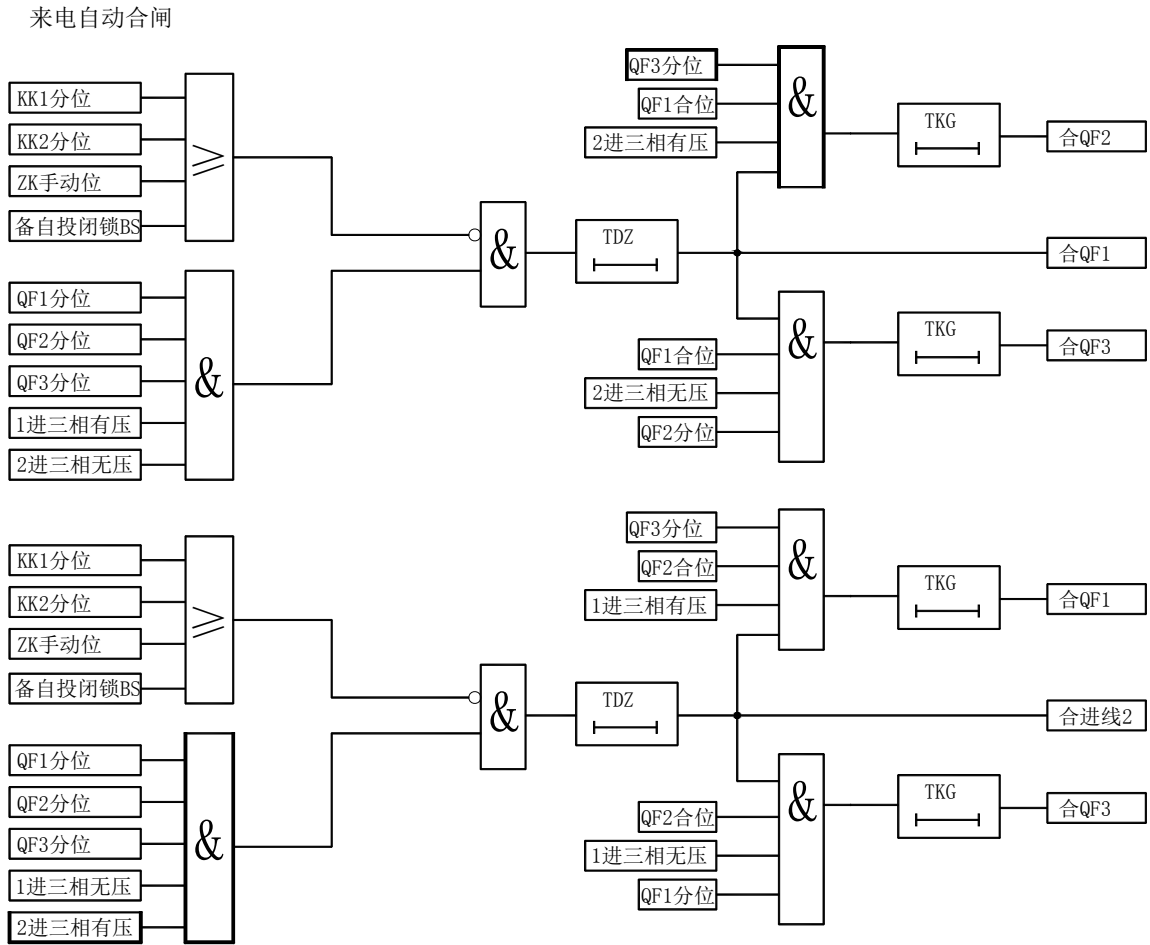 来电自动合闸
KK1分位
KK2分位
ZK手动位
备自投闭锁BS
≥
QF1分位
QF2分位
QF3分位
1进三相有压
2进三相无压
&
&
TDZ
QF3分位
QF1合位
2进三相有压
&
TKG
合QF2
合QF1
QF1合位
2进三相无压
QF2分位
&
TKG
合QF3
KK1分位
KK2分位
ZK手动位
备自投闭锁BS
≥
QF1分位
QF2分位
QF3分位
1进三相无压
2进三相有压
&
&
TDZ
QF3分位
QF2合位
1进三相有压
&
TKG
合QF1
合进线2
QF2合位
1进三相无压
QF1分位
&
TKG
合QF3